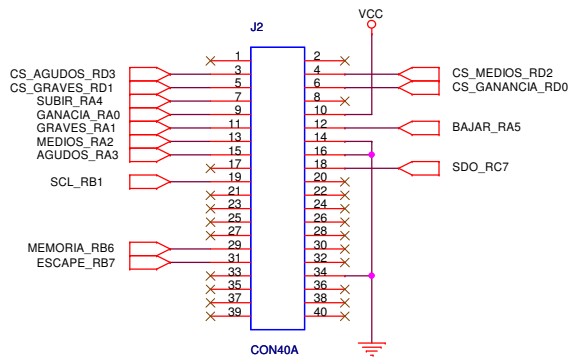 J2
VCC
1 2
CS_AGUDOS_RD3 3 4 CS_MEDIOS_RD2
CS_GRAVES_RD1 5 6 CS_GANANCIA_RD0
SUBIR_RA4 7 8
GANACIA_RA0 9 10
GRAVES_RA1 11 12 BAJAR_RA5
MEDIOS_RA2 13 14
AGUDOS_RA3 15 16
17 18 SDO_RC7
SCL_RB1 19 20
21 22
23 24
25 26
27 28
MEMORIA_RB6 29 30
ESCAPE_RB7 31 32
33 34
35 36
37 38
39 40
CON40A